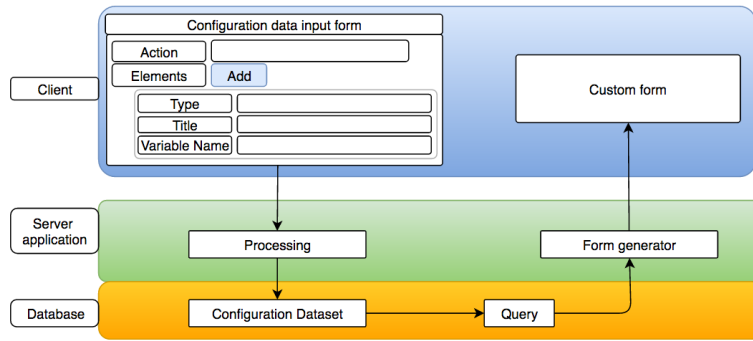 Configuration data input form
Action
Elements
Add
Type
Title
Variable Name
Client
Custom form
Server
application
Processing
Form generator
Database
Configuration Dataset
Query